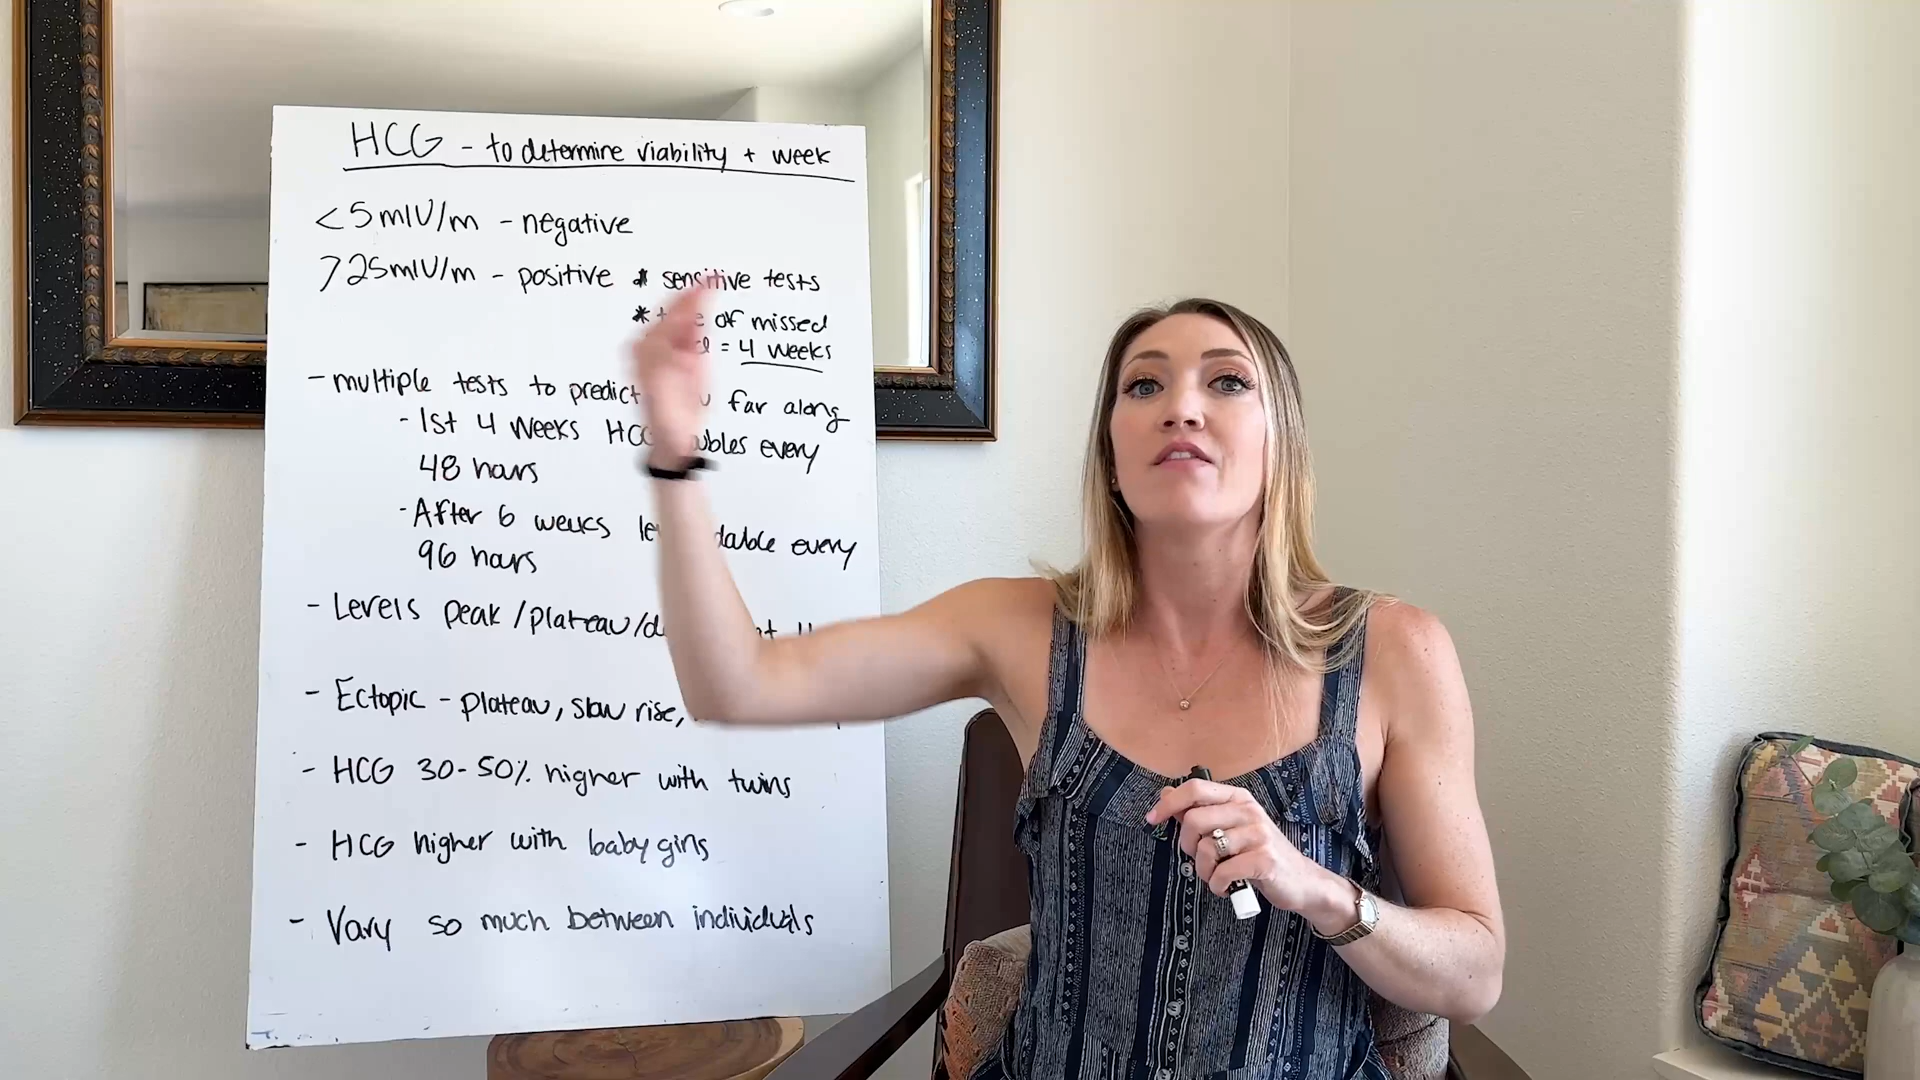 HCG - to determine viability + week
<5mIU/m - negative
>25mIU/m - positive * sensitive tests
* of missed
= 4 weeks
- multiple tests to predict far along
- 1st 4 weeks every
48 hours
- After 6 weeks every
96 hours
- Levels peak/plateau/
- Ectopic - plateau, slow rise,
- HCG 30-50% higher with twins
- HCG higher with baby girls
- Vary so much between individuals